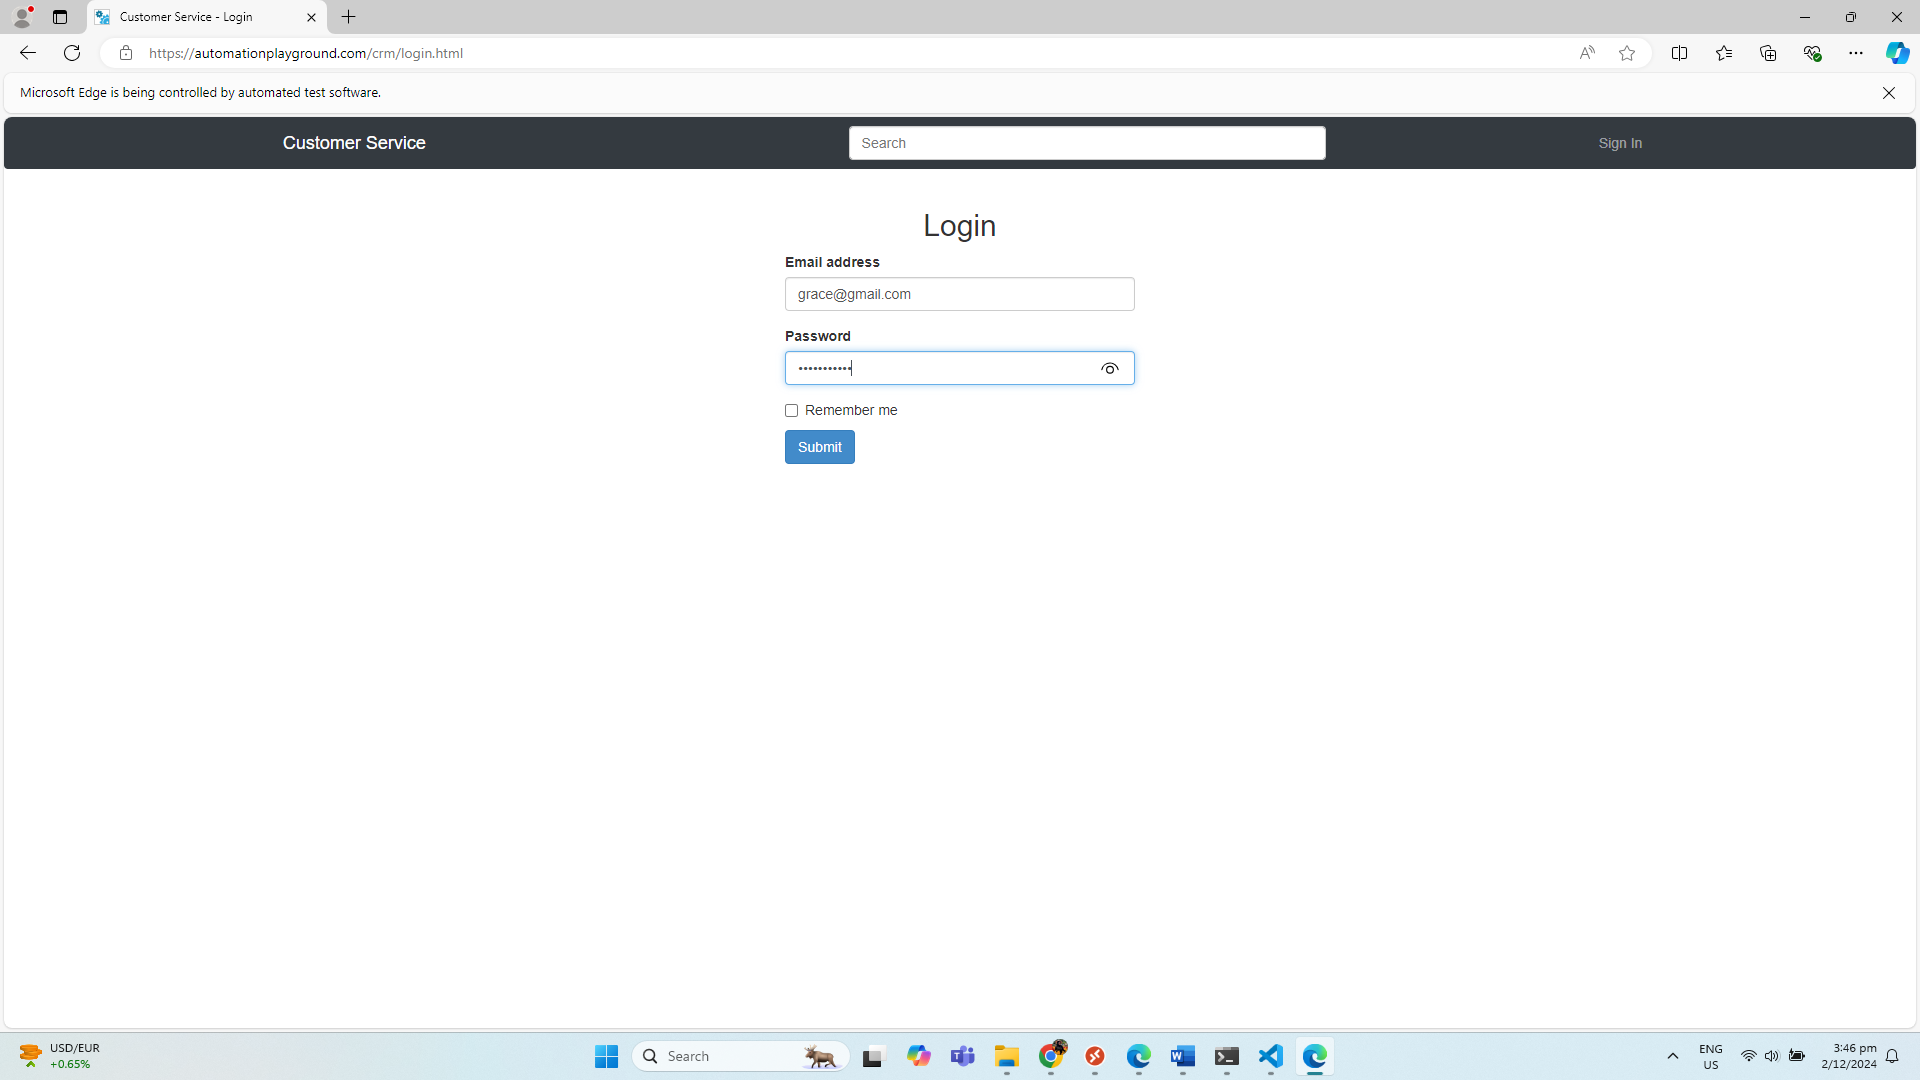 Customer Service - Login
https://automationplayground.com/crm/login.html
Microsoft Edge is being controlled by automated test software.
Customer Service
Search
Sign In
Login
Email address
grace@gmail.com
Password
•••••••••••
Remember me
Submit
USD/EUR
+0.65%
Search
ENG
US
3:46 pm
2/12/2024